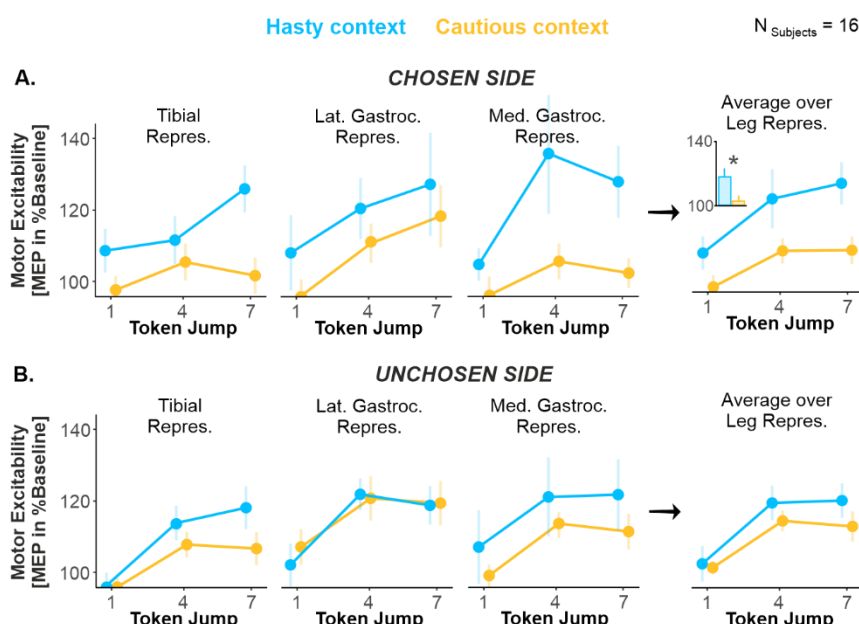 Hasty context Cautious context N Subjects = 16
A. CHOSEN SIDE
Tibial
Repres.
Lat. Gastroc.
Repres.
Med. Gastroc.
Repres.
Average over
Leg Repres.
Motor Excitability
[MEP in %Baseline]
140
120
100
140
*
100
1 4 7
Token Jump
1 4 7
Token Jump
1 4 7
Token Jump
1 4 7
Token Jump
B. UNCHOSEN SIDE
Tibial
Repres.
Lat. Gastroc.
Repres.
Med. Gastroc.
Repres.
Average over
Leg Repres.
Motor Excitability
[MEP in %Baseline]
140
120
100
1 4 7
Token Jump
1 4 7
Token Jump
1 4 7
Token Jump
1 4 7
Token Jump